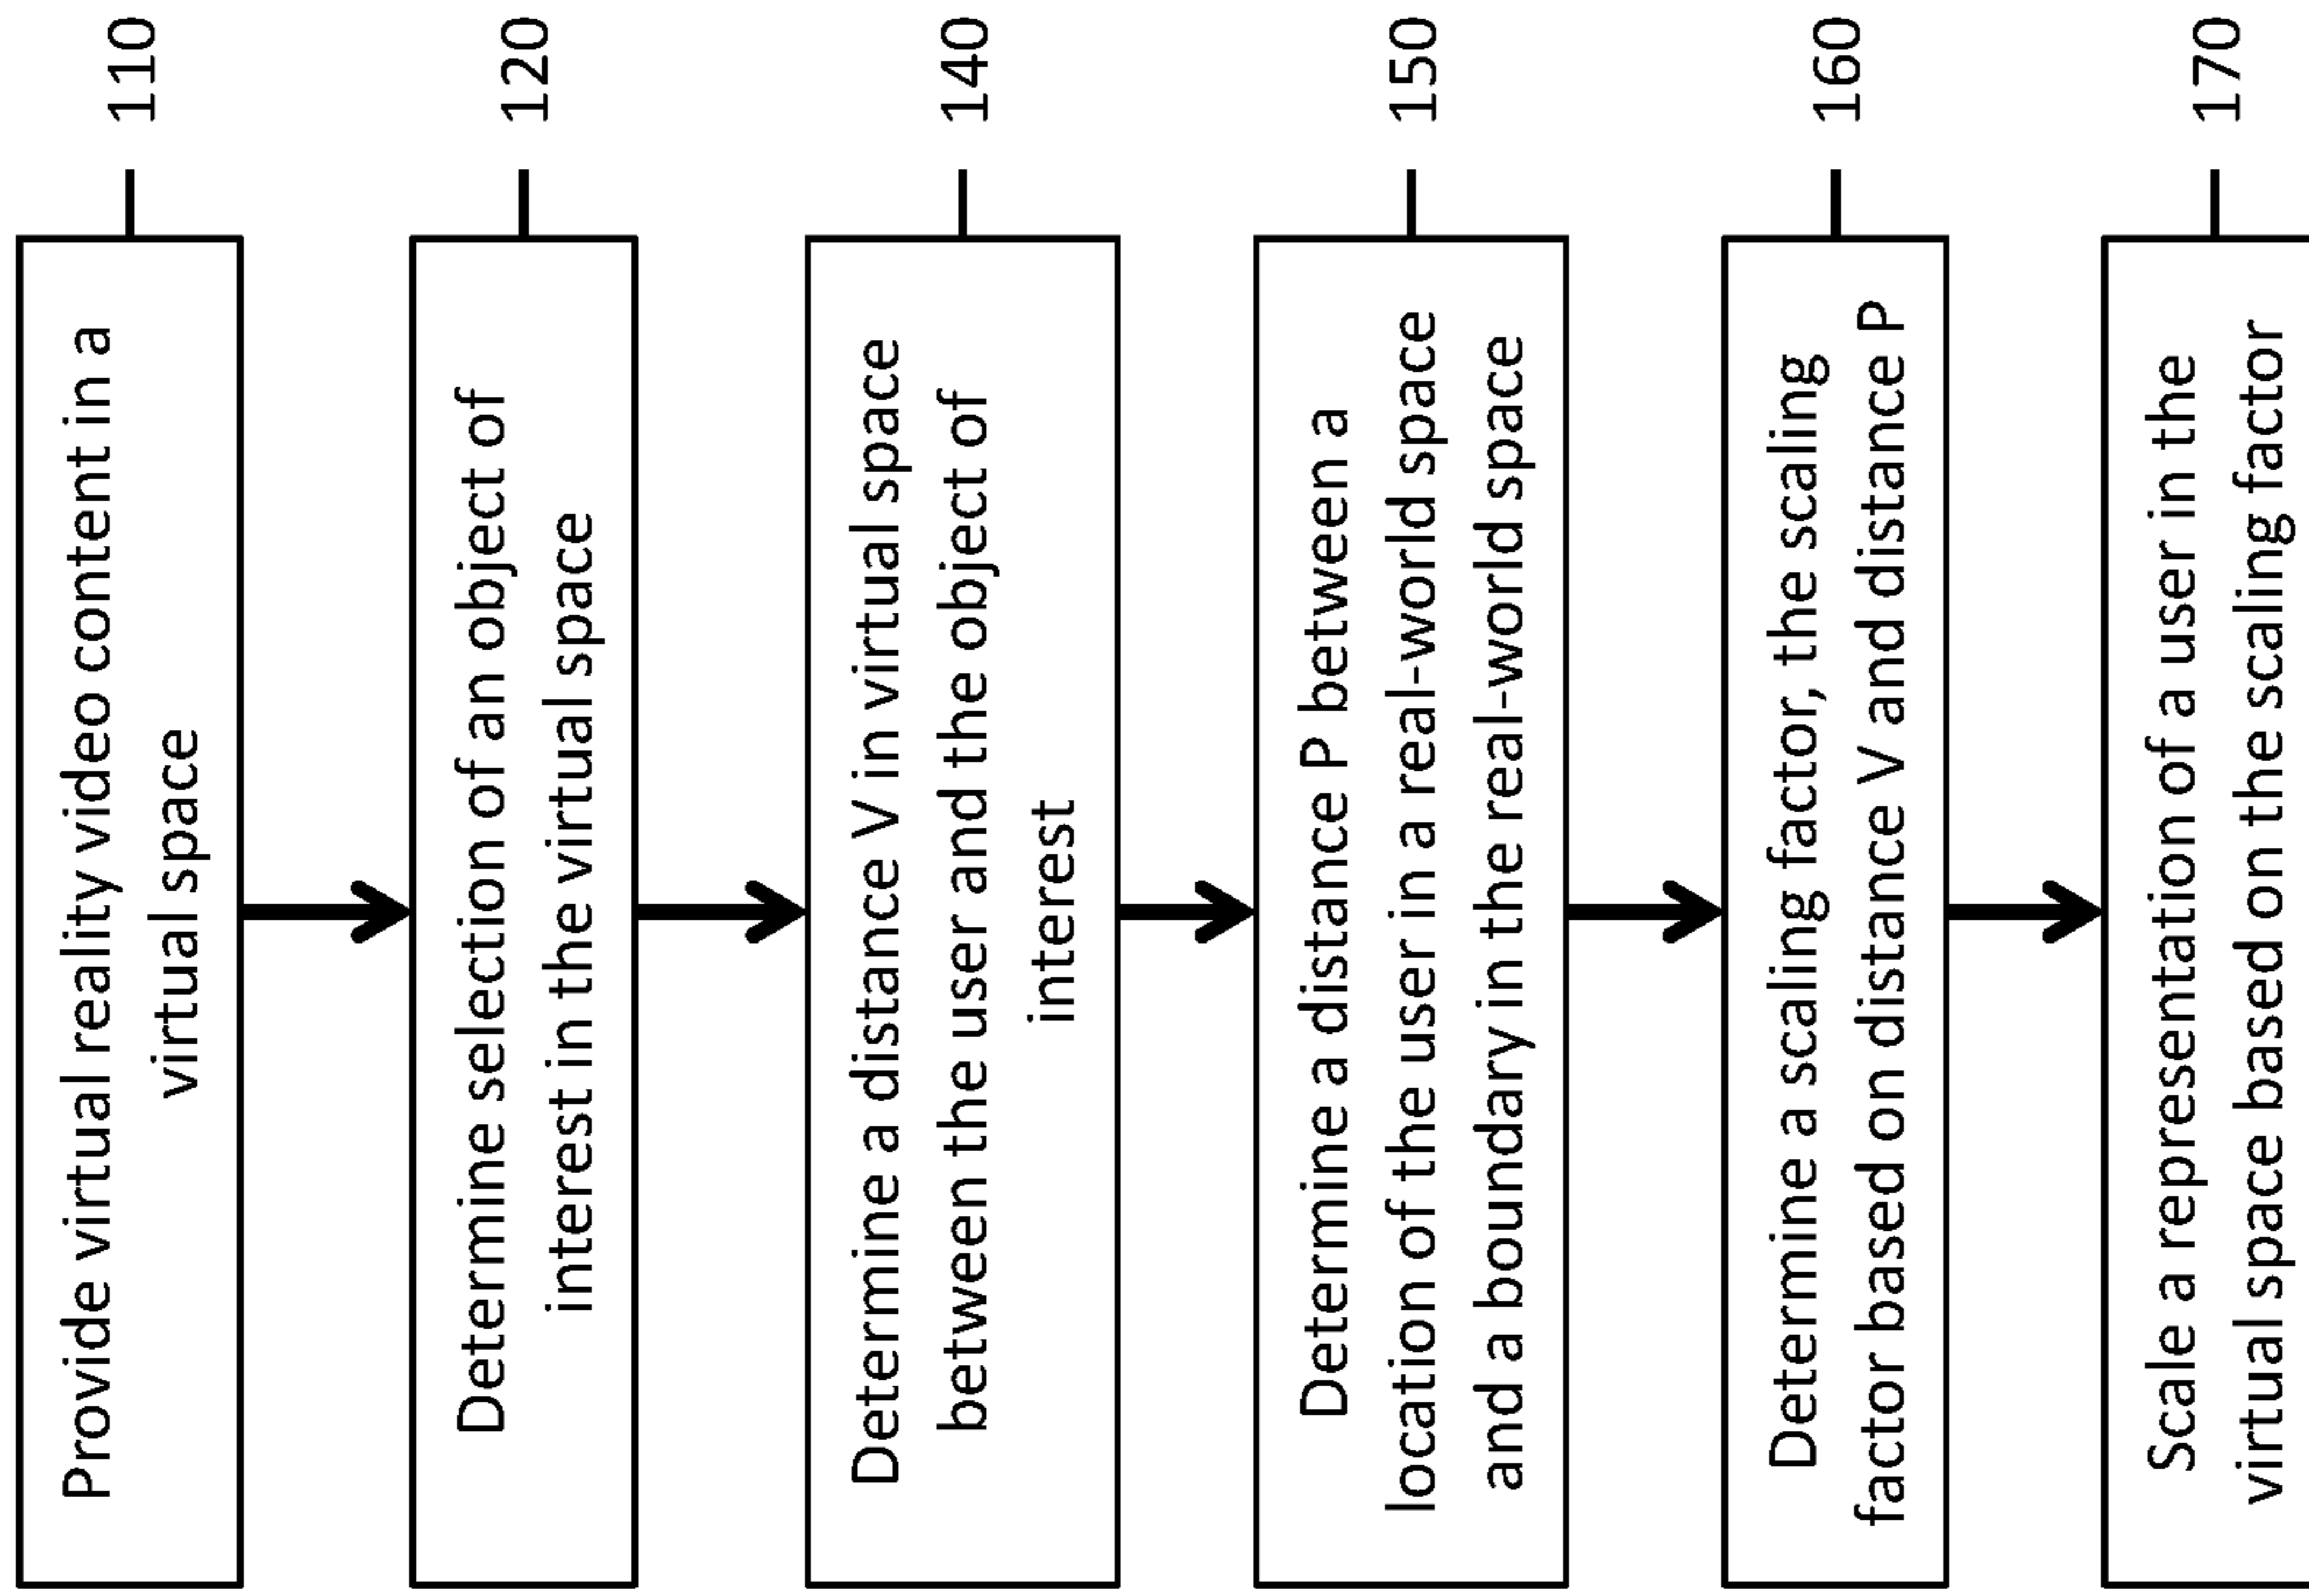 Provide virtual reality video content in a
virtual space
110
Determine selection of an object of
interest in the virtual space
120
Determine a distance V in virtual space
between the user and the object of
interest
140
Determine a distance P between a
location of the user in a real-world space
and a boundary in the real-world space
150
Determine a scaling factor, the scaling
factor based on distance V and distance P
160
Scale a representation of a user in the
virtual space based on the scaling factor
170